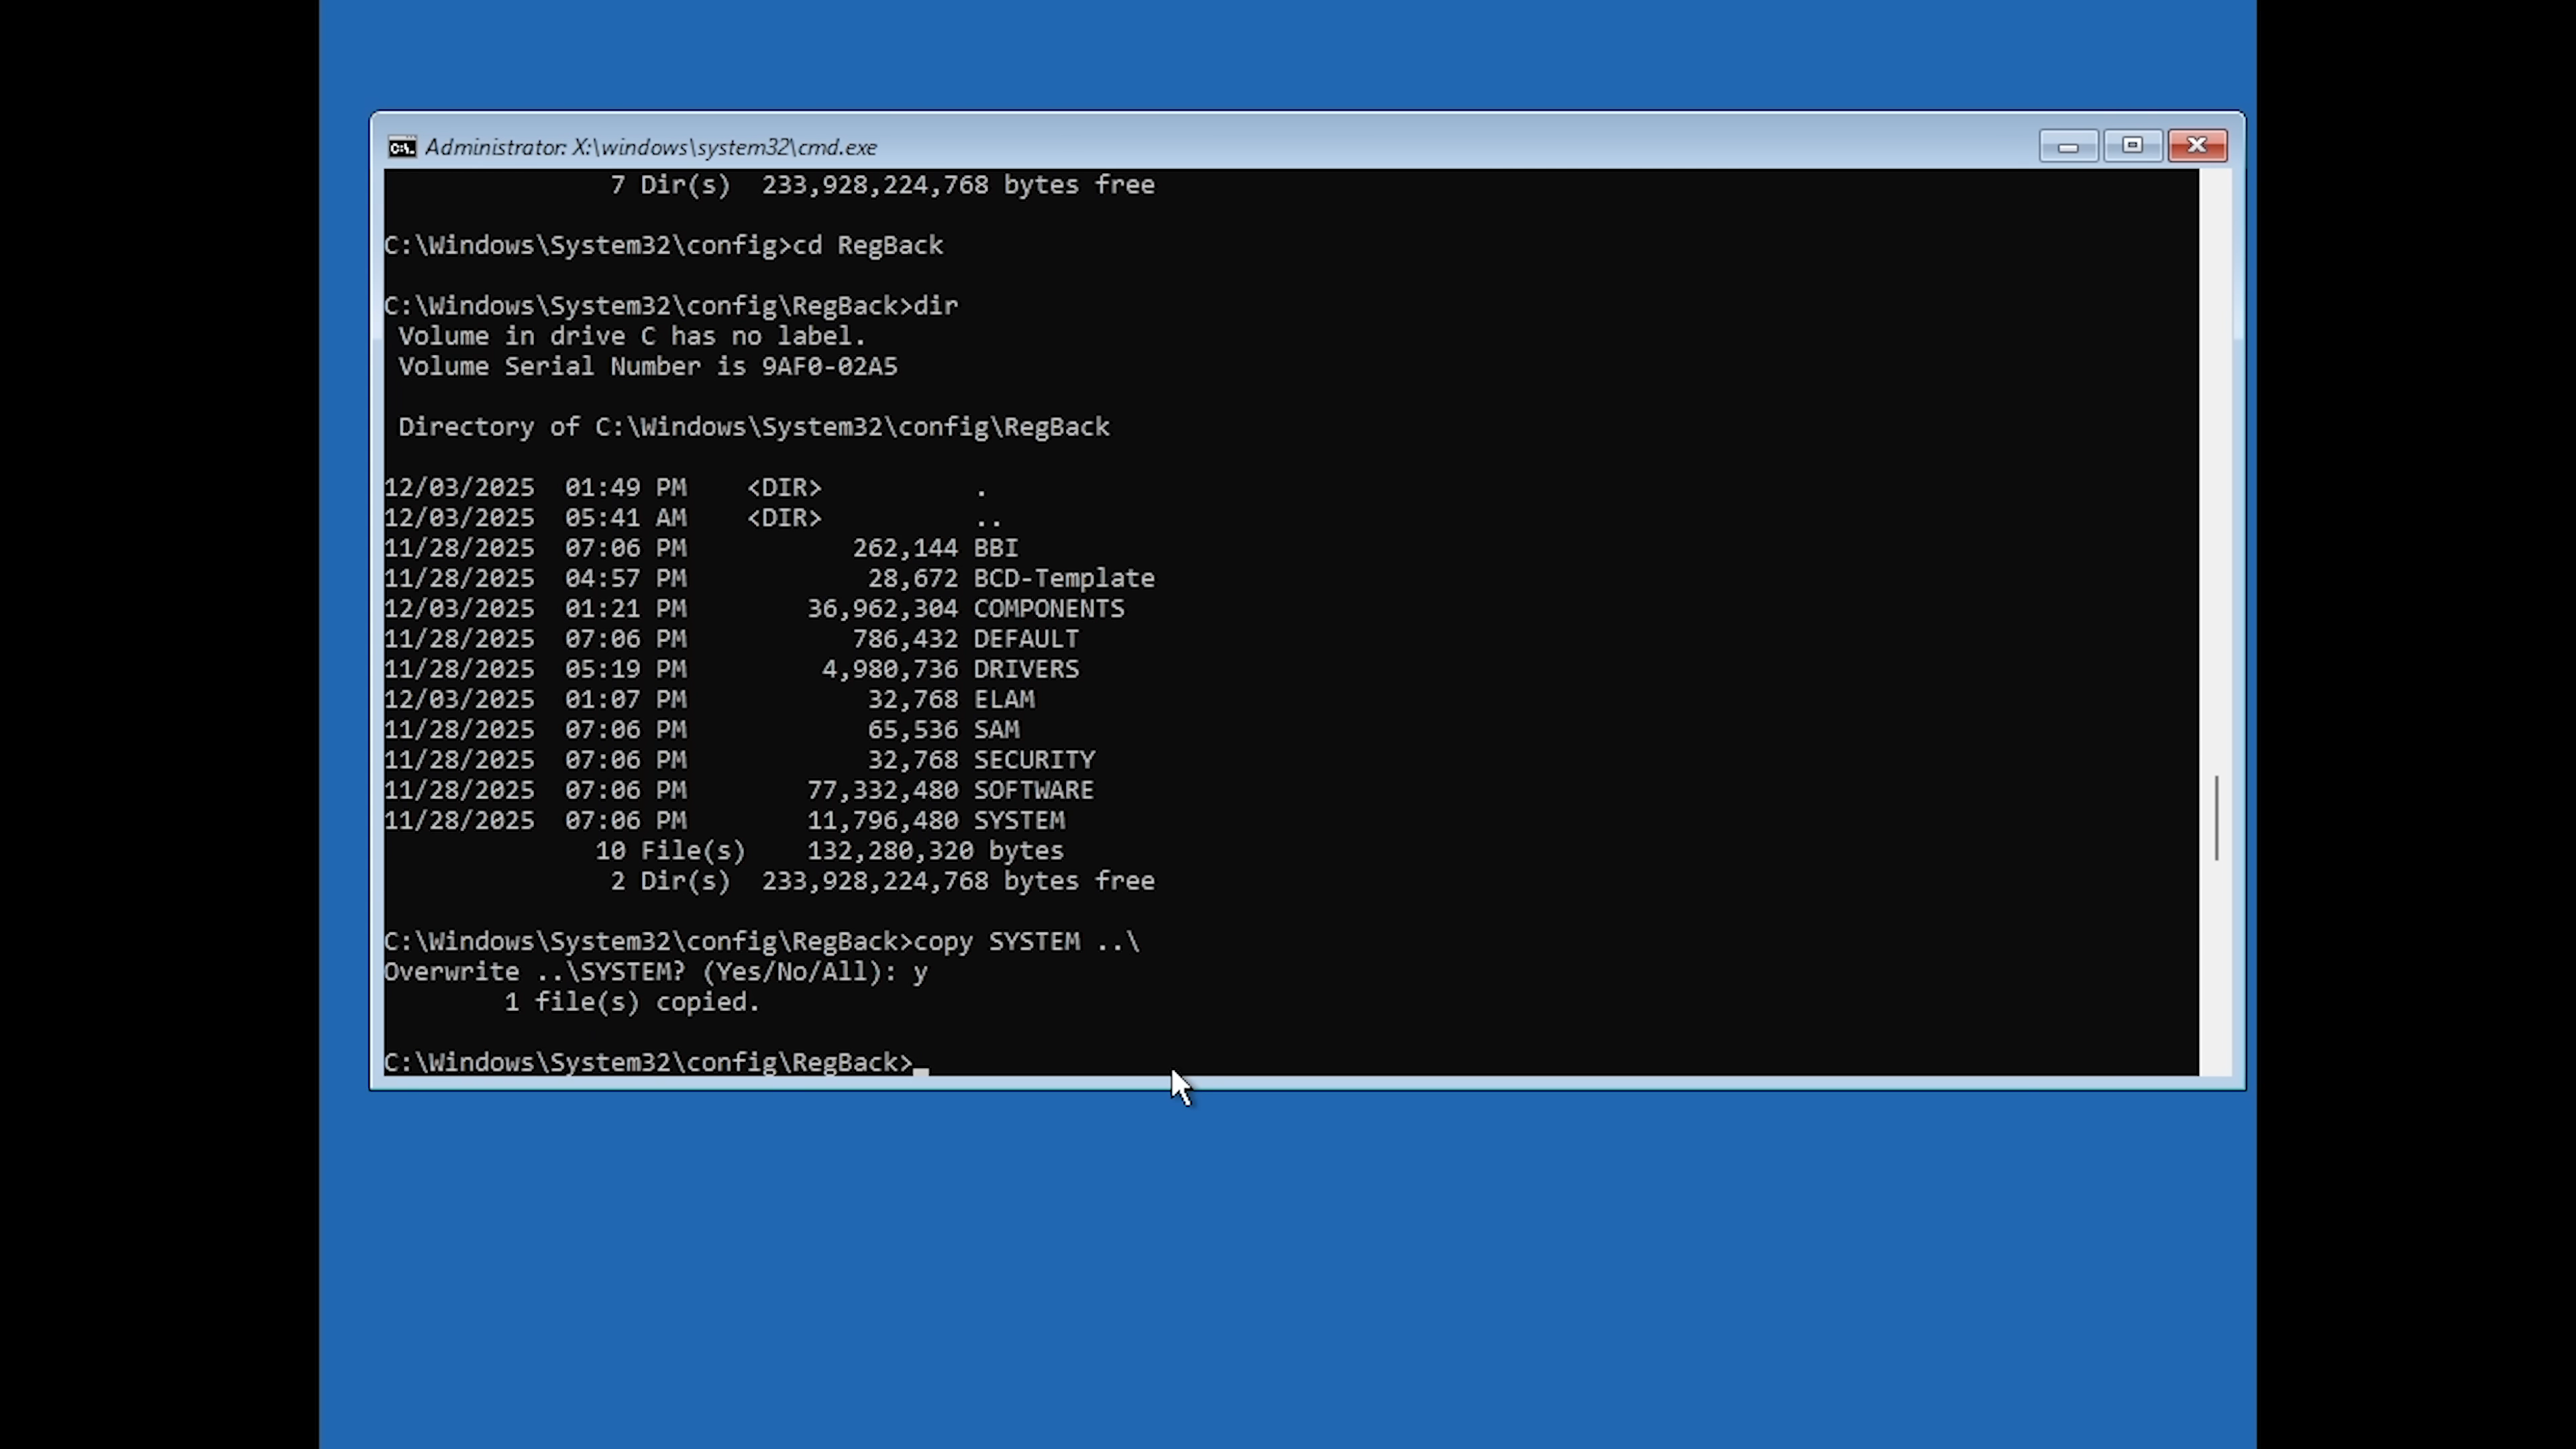 Administrator: X:\windows\system32\cmd.exe
               7 Dir(s)  233,928,224,768 bytes free
C:\Windows\System32\config>cd RegBack
C:\Windows\System32\config\RegBack>dir
 Volume in drive C has no label.
 Volume Serial Number is 9AF0-02A5
 Directory of C:\Windows\System32\config\RegBack
12/03/2025  01:49 PM    <DIR>          .
12/03/2025  05:41 AM    <DIR>          ..
11/28/2025  07:06 PM           262,144 BBI
11/28/2025  04:57 PM            28,672 BCD-Template
12/03/2025  01:21 PM        36,962,304 COMPONENTS
11/28/2025  07:06 PM           786,432 DEFAULT
11/28/2025  05:19 PM         4,980,736 DRIVERS
12/03/2025  01:07 PM            32,768 ELAM
11/28/2025  07:06 PM            65,536 SAM
11/28/2025  07:06 PM            32,768 SECURITY
11/28/2025  07:06 PM        77,332,480 SOFTWARE
11/28/2025  07:06 PM        11,796,480 SYSTEM
              10 File(s)    132,280,320 bytes
               2 Dir(s)  233,928,224,768 bytes free
C:\Windows\System32\config\RegBack>copy SYSTEM ..\
Overwrite ..\SYSTEM? (Yes/No/All): y
        1 file(s) copied.
C:\Windows\System32\config\RegBack>